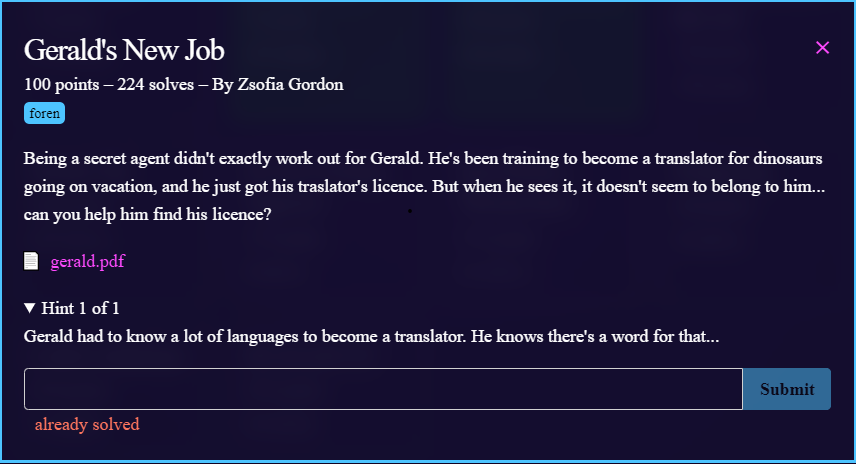 Gerald's New Job
100 points – 224 solves – By Zsofia Gordon
foren
Being a secret agent didn't exactly work out for Gerald. He's been training to become a translator for dinosaurs
going on vacation, and he just got his traslator's licence. But when he sees it, it doesn't seem to belong to him...
can you help him find his licence?
gerald.pdf
▼ Hint 1 of 1
Gerald had to know a lot of languages to become a translator. He knows there's a word for that...
Submit
already solved